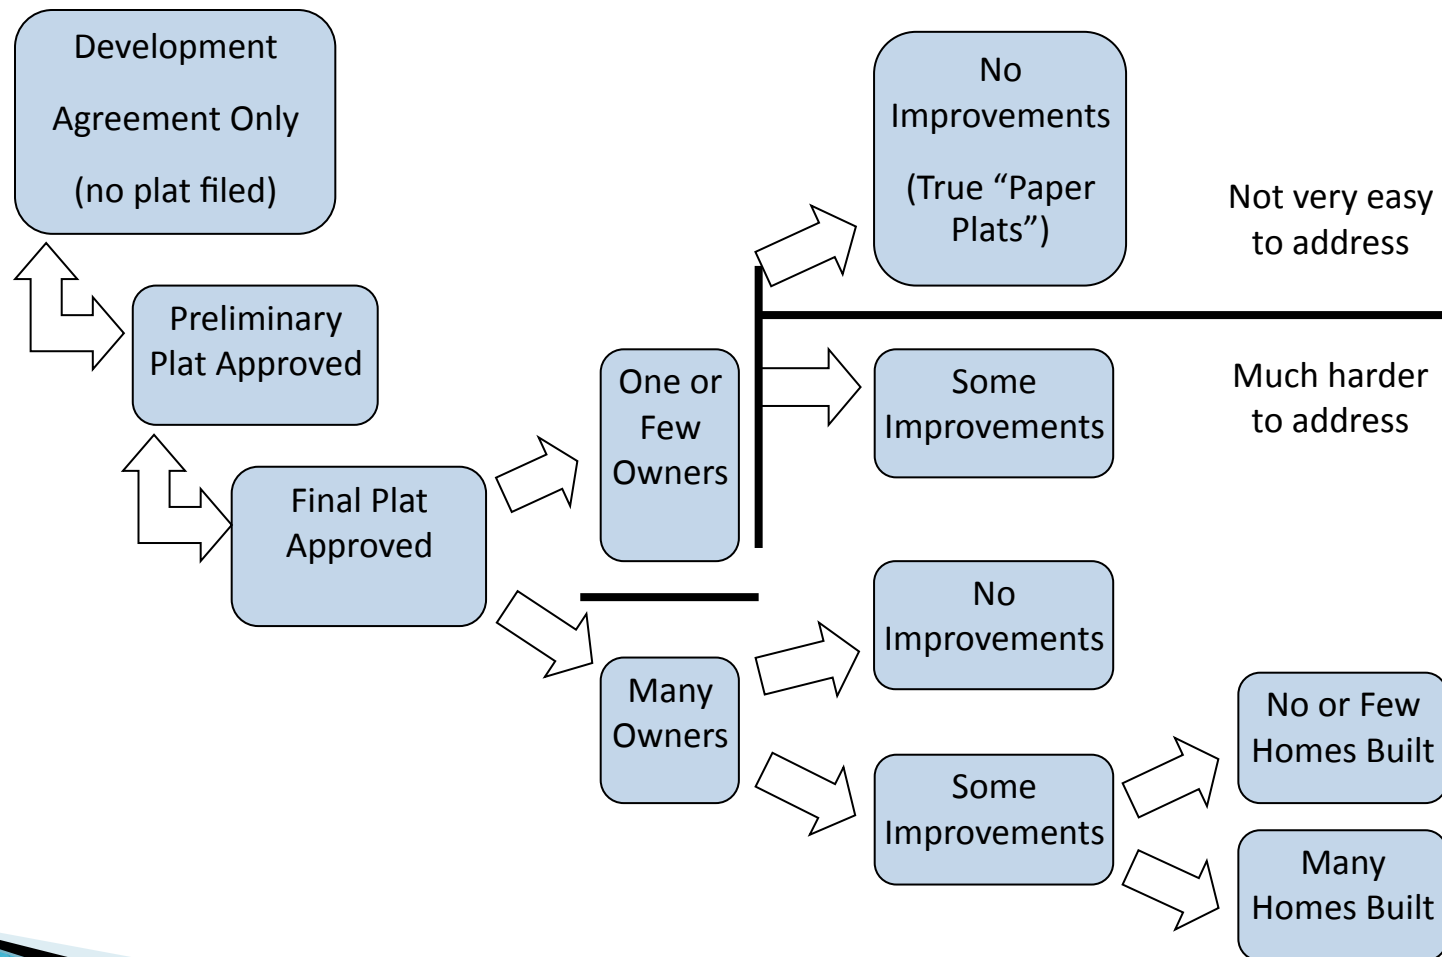 Development
Agreement Only
(no plat filed)
Preliminary
Plat Approved
Final Plat
Approved
One or
Few
Owners
Many
Owners
No
Improvements
(True “Paper
Plats”)
Not very easy
to address
Some
Improvements
Much harder
to address
No
Improvements
Some
Improvements
No or Few
Homes Built
Many
Homes Built